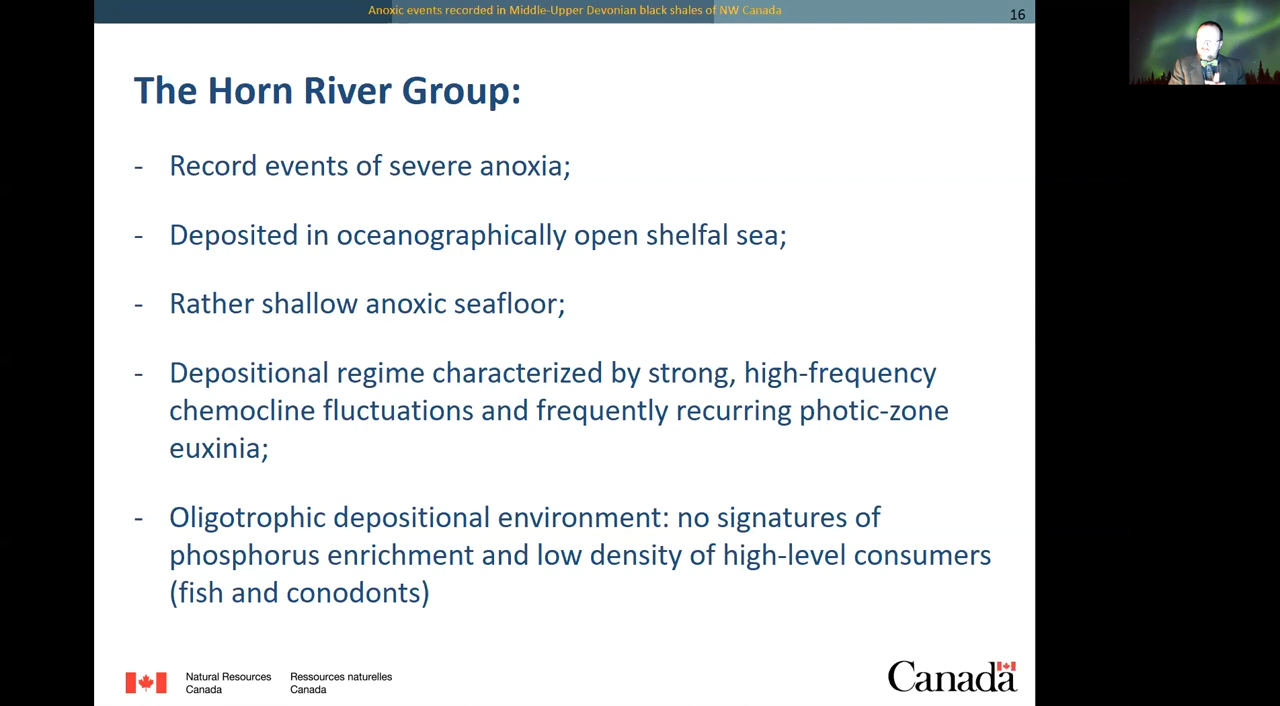 Anoxic events recorded in Middle-Upper Devonian black shales of NW Canada
16
The Horn River Group:
- Record events of severe anoxia;
- Deposited in oceanographically open shelfal sea;
- Rather shallow anoxic seafloor;
- Depositional regime characterized by strong, high-frequency
chemocline fluctuations and frequently recurring photic-zone
euxinia;
- Oligotrophic depositional environment: no signatures of
phosphorus enrichment and low density of high-level consumers
(fish and conodonts)
Natural Resources
Canada
Ressources naturelles
Canada
Canada